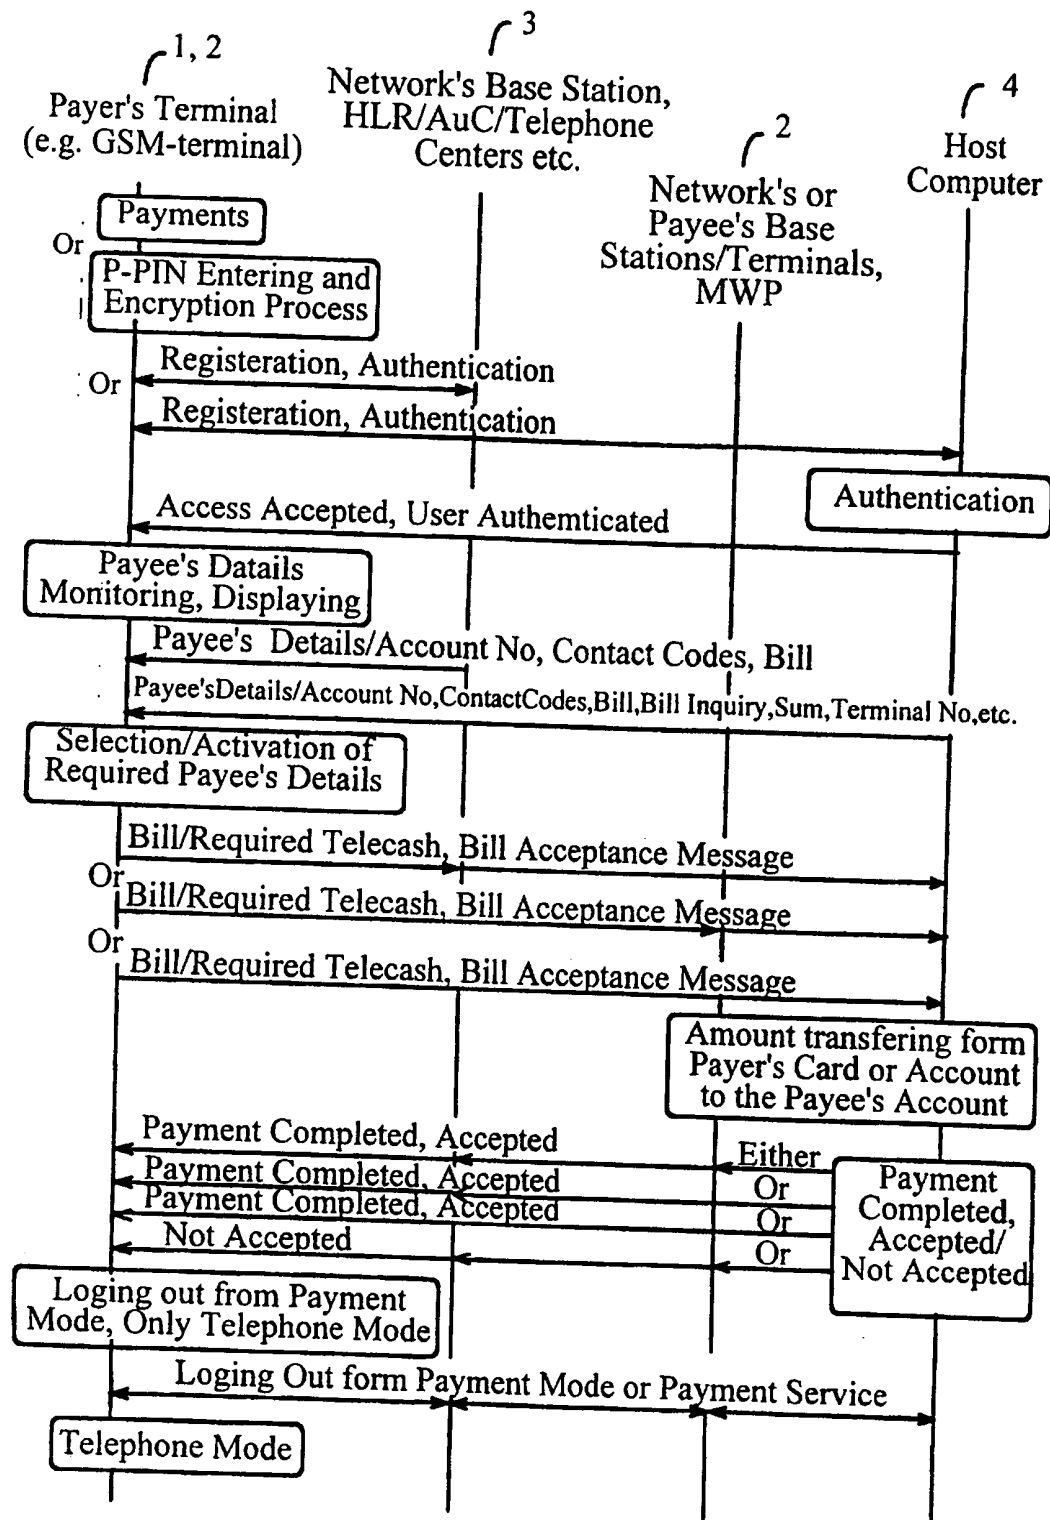 1, 2
3
Payer's Terminal
(e.g. GSM-terminal)
Network's Base Station,
HLR/AuC/Telephone
Centers etc.
2
4
Network's or
Payee's Base
Stations/Terminals,
MWP
Host
Computer
Payments
Or
P-PIN Entering and
Encryption Process
Registeration, Authentication
Or
Registeration, Authentication
Authentication
Access Accepted, User Authemticated
Payee's Datails
Monitoring, Displaying
Payee's Details/Account No, Contact Codes, Bill
Payee'sDetails/Account No,ContactCodes,Bill,Bill Inquiry,Sum,Terminal No,etc.
Selection/Activation of
Required Payee's Details
Bill/Required Telecash, Bill Acceptance Message
Or
Bill/Required Telecash, Bill Acceptance Message
Or
Bill/Required Telecash, Bill Acceptance Message
Amount transfering form
Payer's Card or Account
to the Payee's Account
Payment Completed, Accepted
Either
Payment Completed, Accepted
Or
Payment Completed, Accepted
Or
Not Accepted
Or
Payment
Completed,
Accepted/
Not Accepted
Loging out from Payment
Mode, Only Telephone Mode
Loging Out form Payment Mode or Payment Service
Telephone Mode